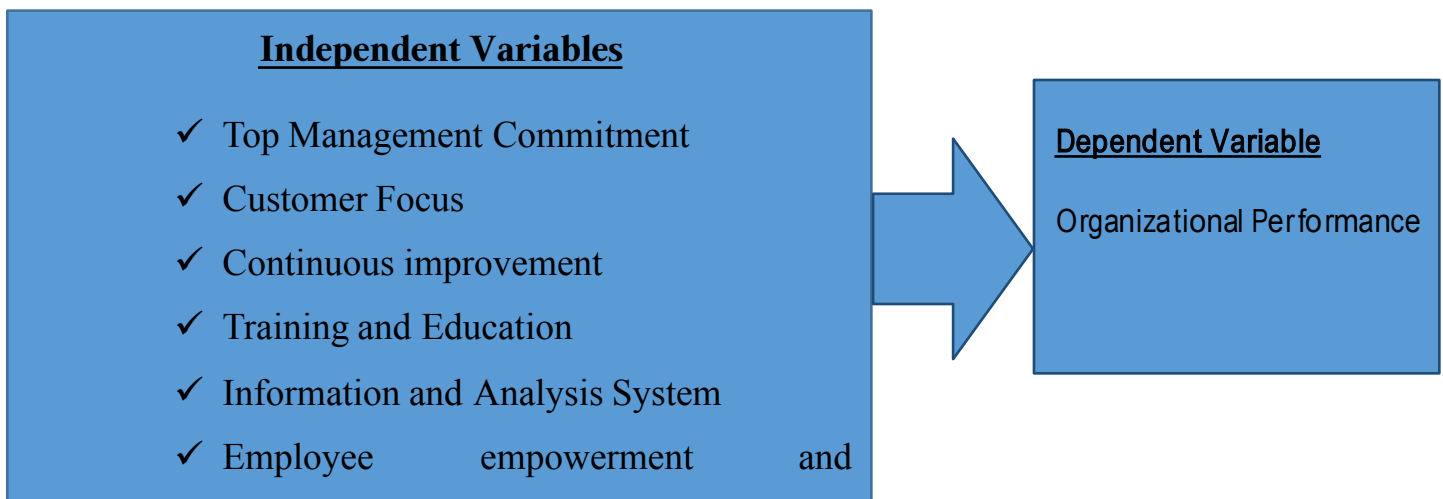 Independent Variables
✓ Top Management Commitment
✓ Customer Focus
✓ Continuous improvement
✓ Training and Education
✓ Information and Analysis System
✓ Employee empowerment and
Dependent Variable
Organizational Performance